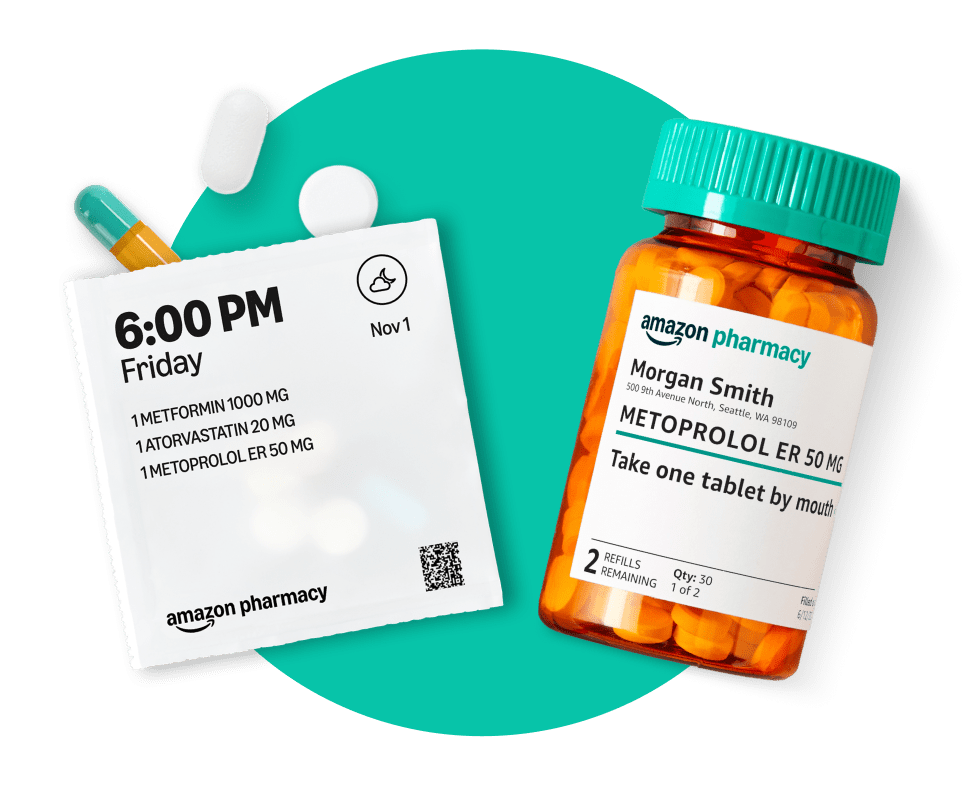 6:00 PM
Friday
Nov 1
1 METFORMIN 1000 MG
1 ATORVASTATIN 20 MG
1 METOPROLOL ER 50 MG
amazon pharmacy
amazon pharmacy
Morgan Smith
500 9th Avenue North, Seattle, WA 98109
METOPROLOL ER 50 MG
Take one tablet by mouth
2 REFILLS
REMAINING
Qty: 30
1 of 2